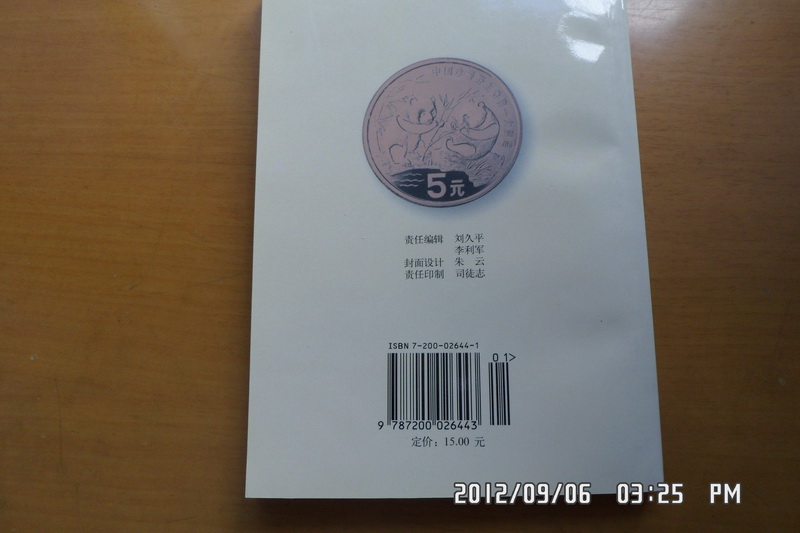 5元
责任编辑 刘久平
李利军
封面设计 朱 云
责任印制 司徒志
ISBN 7-200-02644-1
01>
9 787200 026443
定价：15.00 元
2012/09/06 03:25 PM